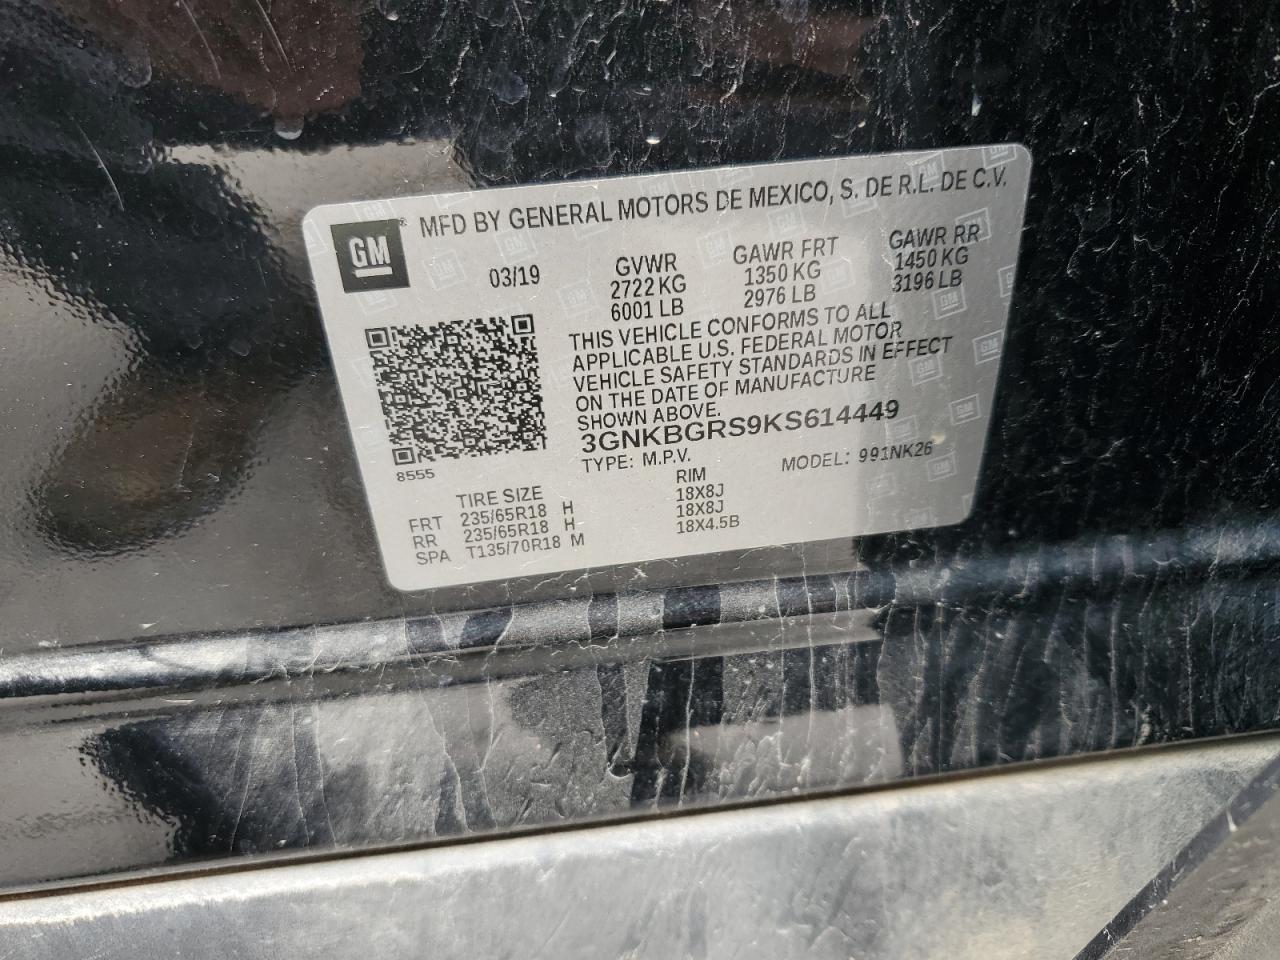 GM® MFD BY GENERAL MOTORS DE MEXICO, S. DE R.L. DE C.V.
03/19 GVWR GAWR FRT GAWR RR
2722 KG 1350 KG 1450 KG
6001 LB 2976 LB 3196 LB
THIS VEHICLE CONFORMS TO ALL
APPLICABLE U.S. FEDERAL MOTOR
VEHICLE SAFETY STANDARDS IN EFFECT
ON THE DATE OF MANUFACTURE
SHOWN ABOVE.
3GNKBGRS9KS614449
8555 TYPE: M.P.V. MODEL: 991NK26
TIRE SIZE RIM
FRT 235/65R18 H 18X8J
RR 235/65R18 H 18X8J
SPA T135/70R18 M 18X4.5B